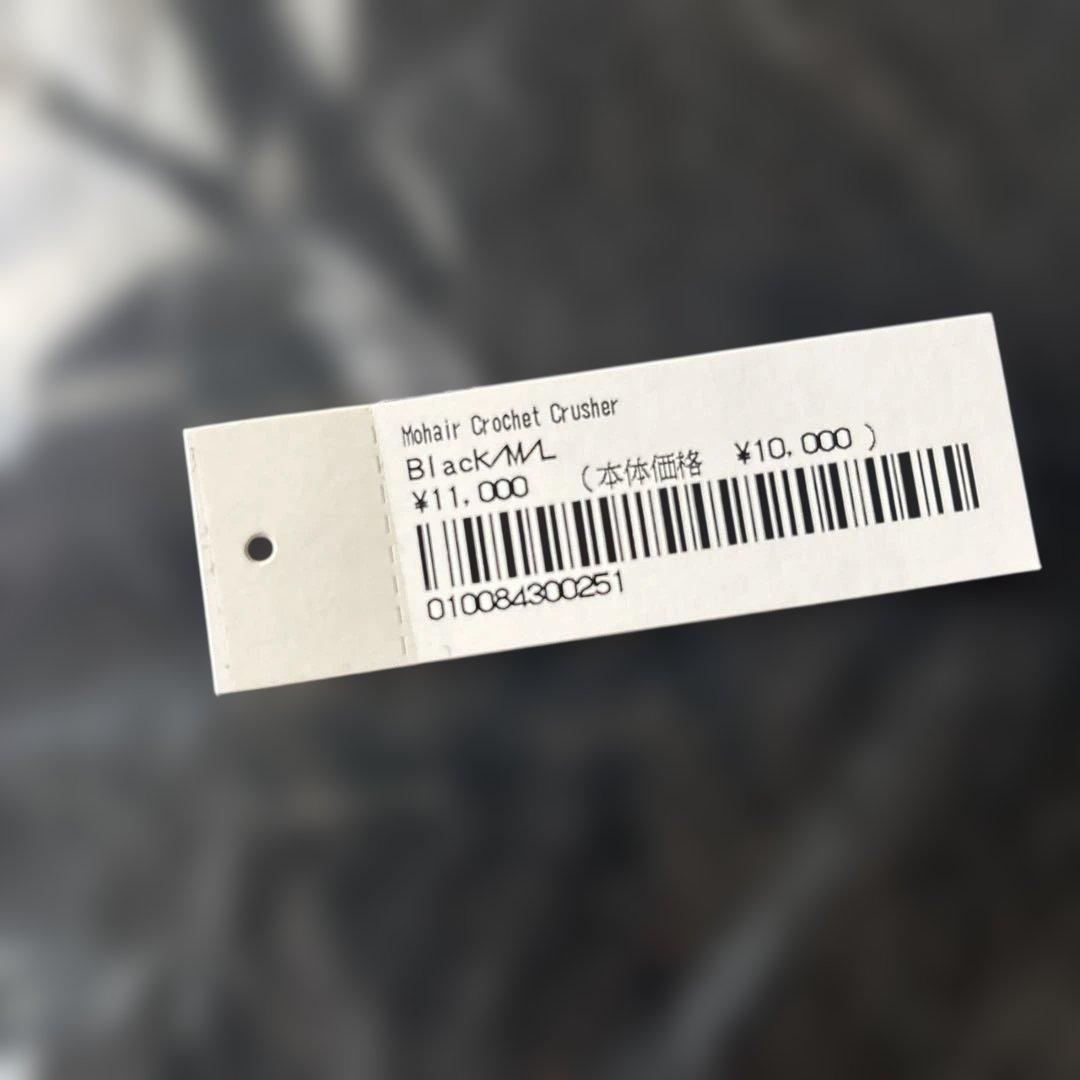 Mohair Crochet Crusher
Black/M/L
¥11,000 (本体価格 ¥10,000 )
010084300251